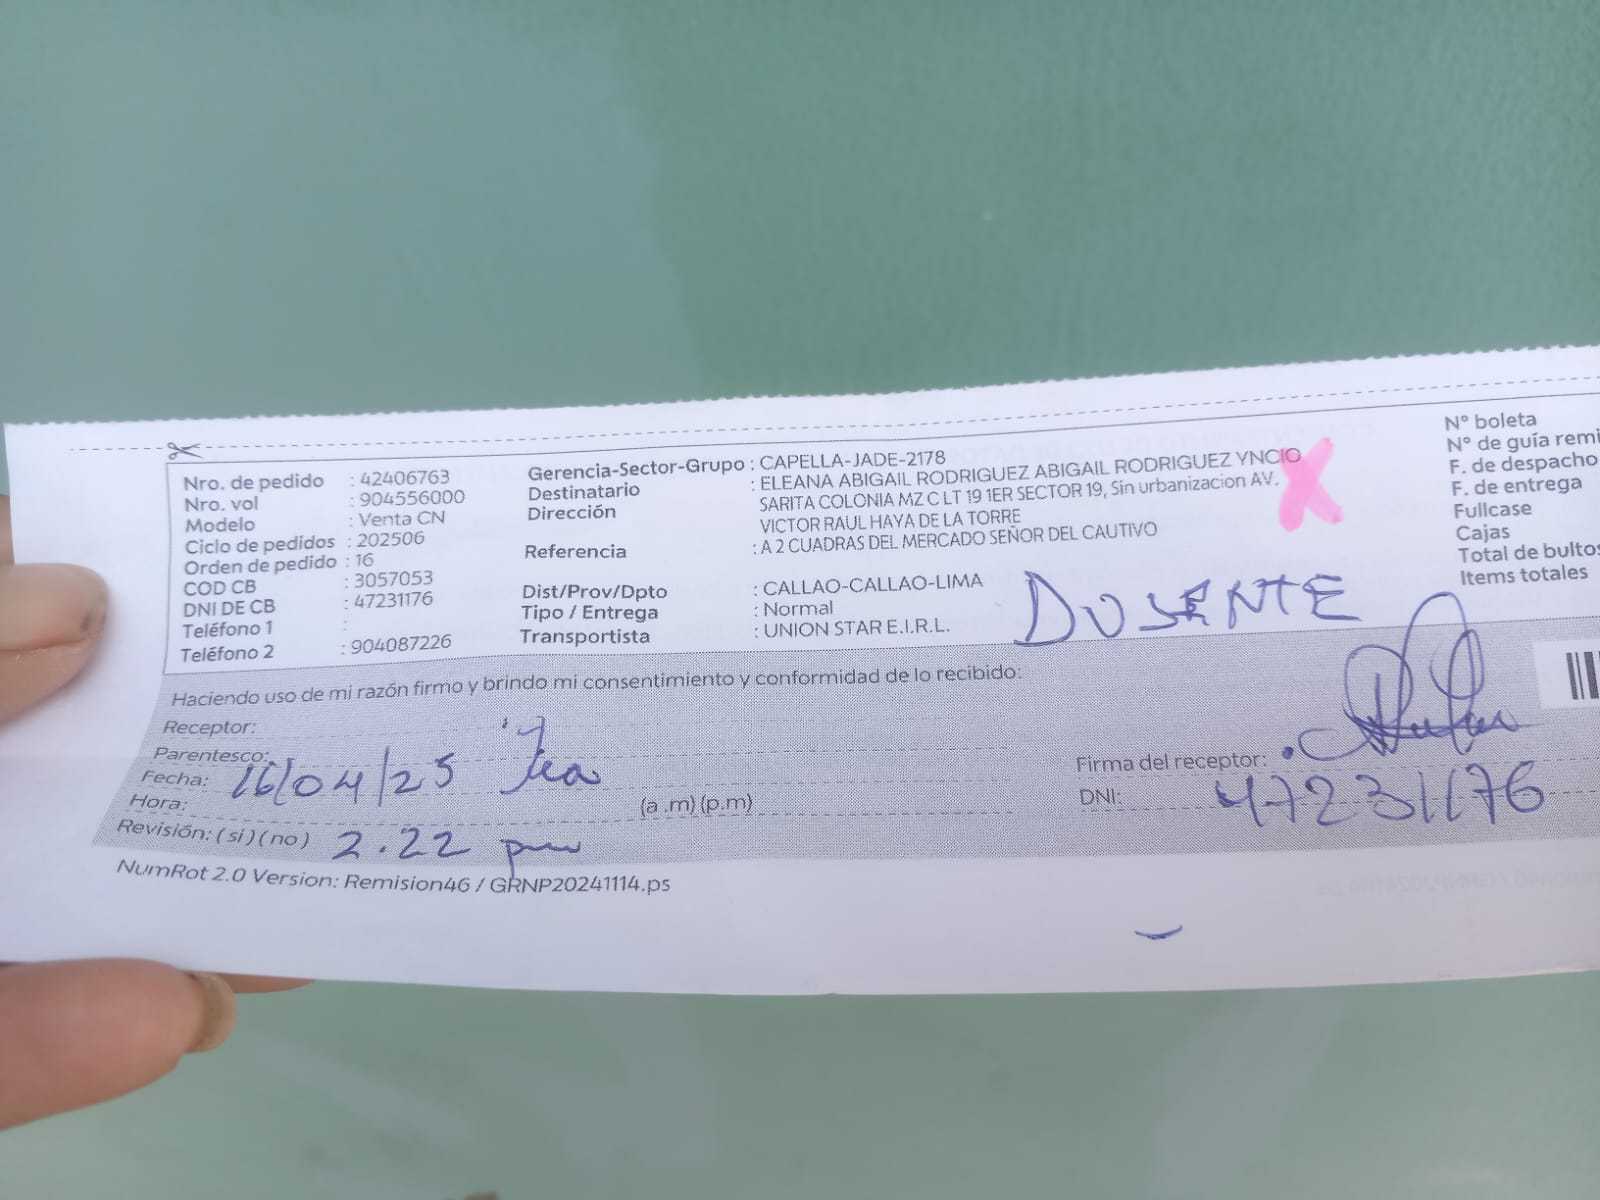 Nro. de pedido : 42406763
Nro. vol : 904556000
Modelo : Venta CN
Ciclo de pedidos : 202506
Orden de pedido : 16
COD CB : 3057053
DNI DE CB : 47231176
Teléfono 1 :
Teléfono 2 : 904087226
Gerencia-Sector-Grupo : CAPELLA-JADE-2178
Destinatario : ELEANA ABIGAIL RODRIGUEZ ABIGAIL RODRIGUEZ YNCIO
Dirección : SARITA COLONIA MZ C LT 19 1ER SECTOR 19, Sin urbanizacion AV.
VICTOR RAUL HAYA DE LA TORRE
Referencia : A 2 CUADRAS DEL MERCADO SEÑOR DEL CAUTIVO
Dist/Prov/Dpto : CALLAO-CALLAO-LIMA
Tipo / Entrega : Normal
Transportista : UNION STAR E.I.R.L.
N° boleta
N° de guía remi
F. de despacho
F. de entrega
Fullcase
Cajas
Total de bultos
Items totales
Haciendo uso de mi razón firmo y brindo mi consentimiento y conformidad de lo recibido:
Receptor:
Parentesco:
Fecha: 16/04/25
Hora: (a .m) (p.m)
Revisión: ( si ) ( no ) 2.22 pm
Firma del receptor:
DNI: 47231176
NumRot 2.0 Version: Remision46 / GRNP20241114.ps